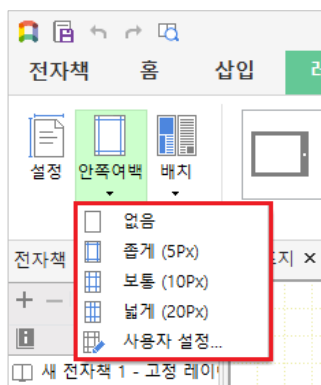 전자책 홈 삽입
설정 안쪽여백 배치
없음
좁게 (5Px)
보통 (10Px)
넓게 (20Px)
사용자 설정...
전자책
새 전자책 1 - 고정 레이